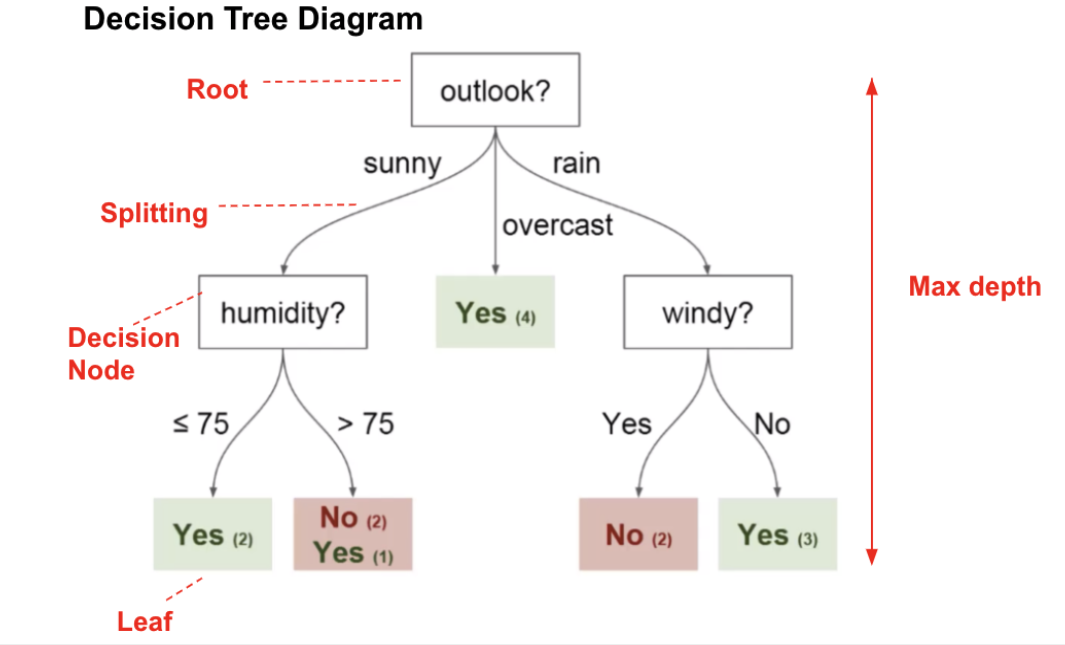 Decision Tree Diagram
Root
outlook?
sunny
rain
Splitting
overcast
Max depth
humidity?
Yes (4)
windy?
Decision
Node
≤ 75
> 75
Yes
No
Yes (2)
No (2)
Yes (1)
No (2)
Yes (3)
Leaf